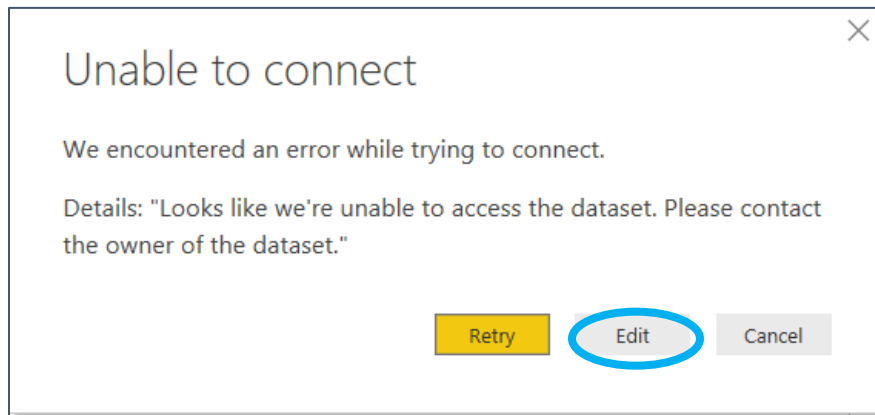 Unable to connect
We encountered an error while trying to connect.
Details: "Looks like we're unable to access the dataset. Please contact
the owner of the dataset."
Retry Edit Cancel